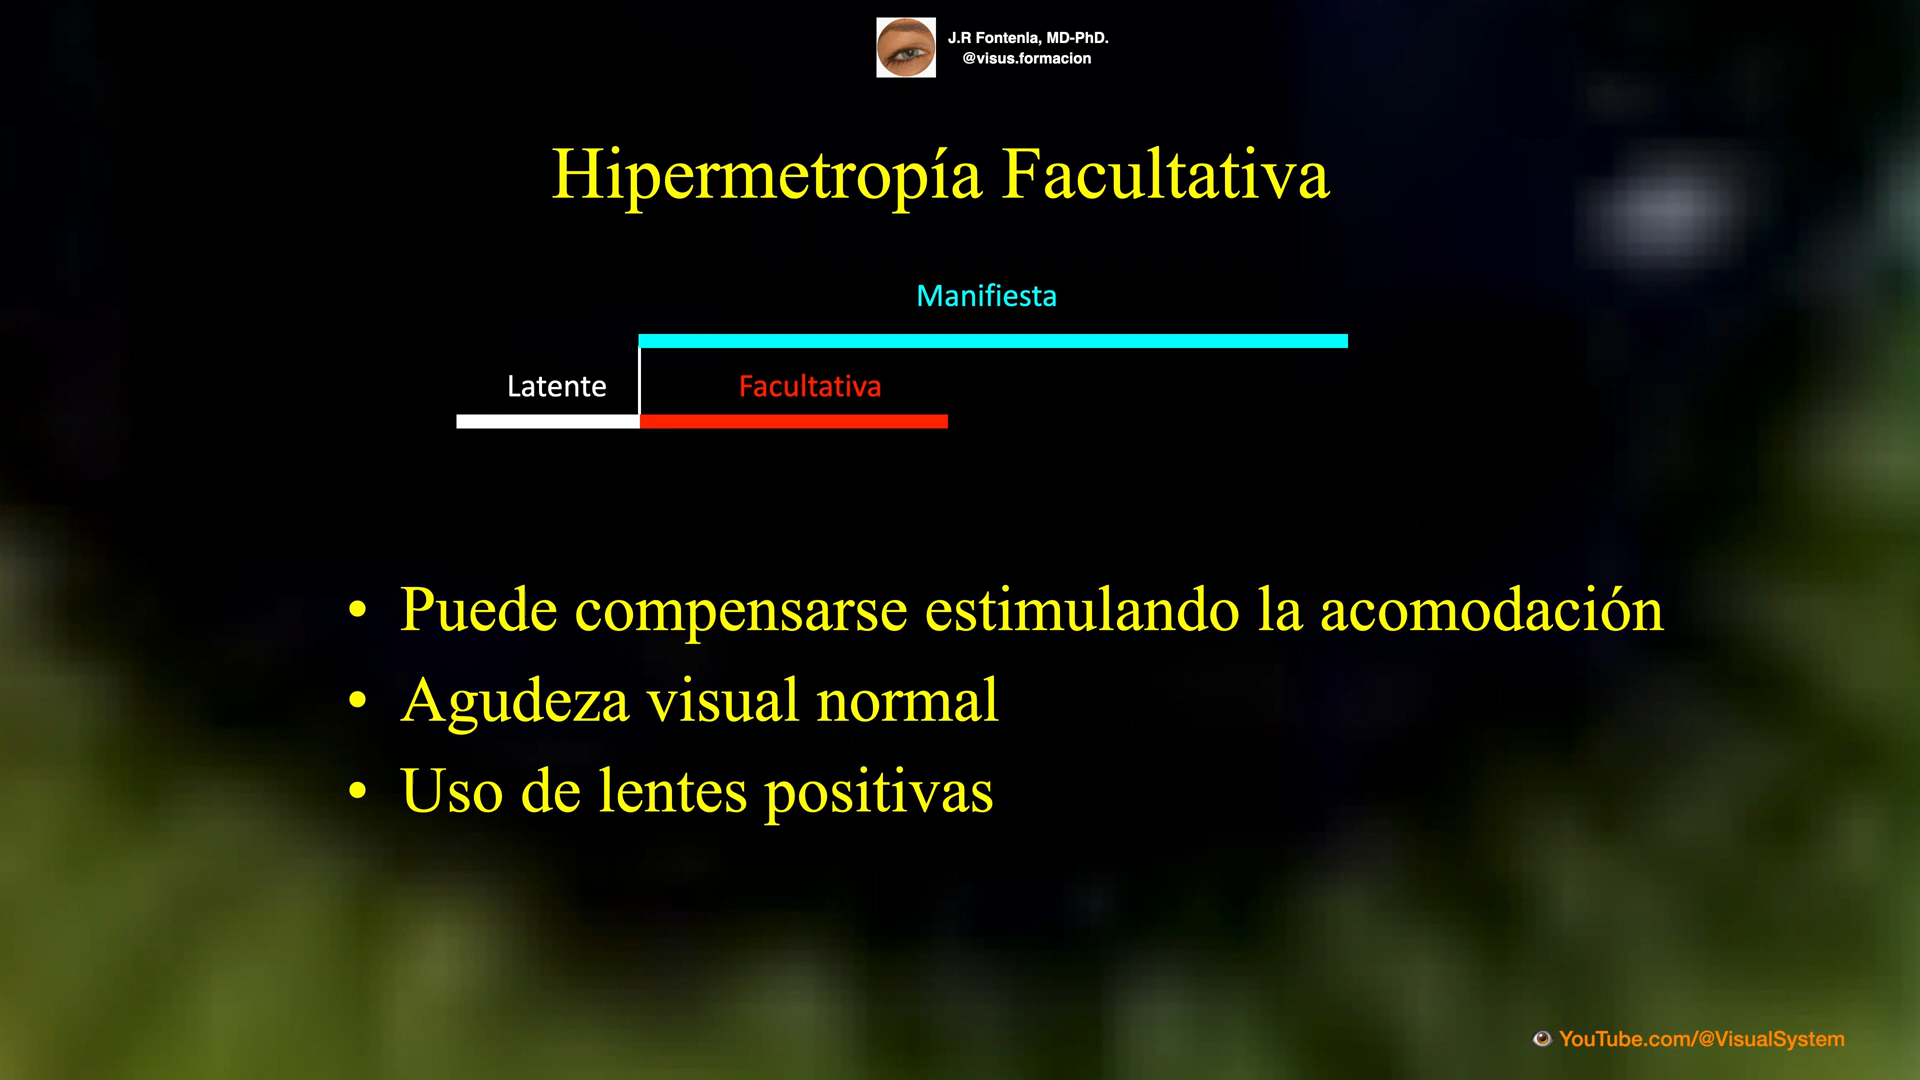 J.R Fontenla, MD-PhD.
@visus.formacion
Hipermetropía Facultativa
Manifiesta
Latente
Facultativa
• Puede compensarse estimulando la acomodación
• Agudeza visual normal
• Uso de lentes positivas
YouTube.com/@VisualSystem